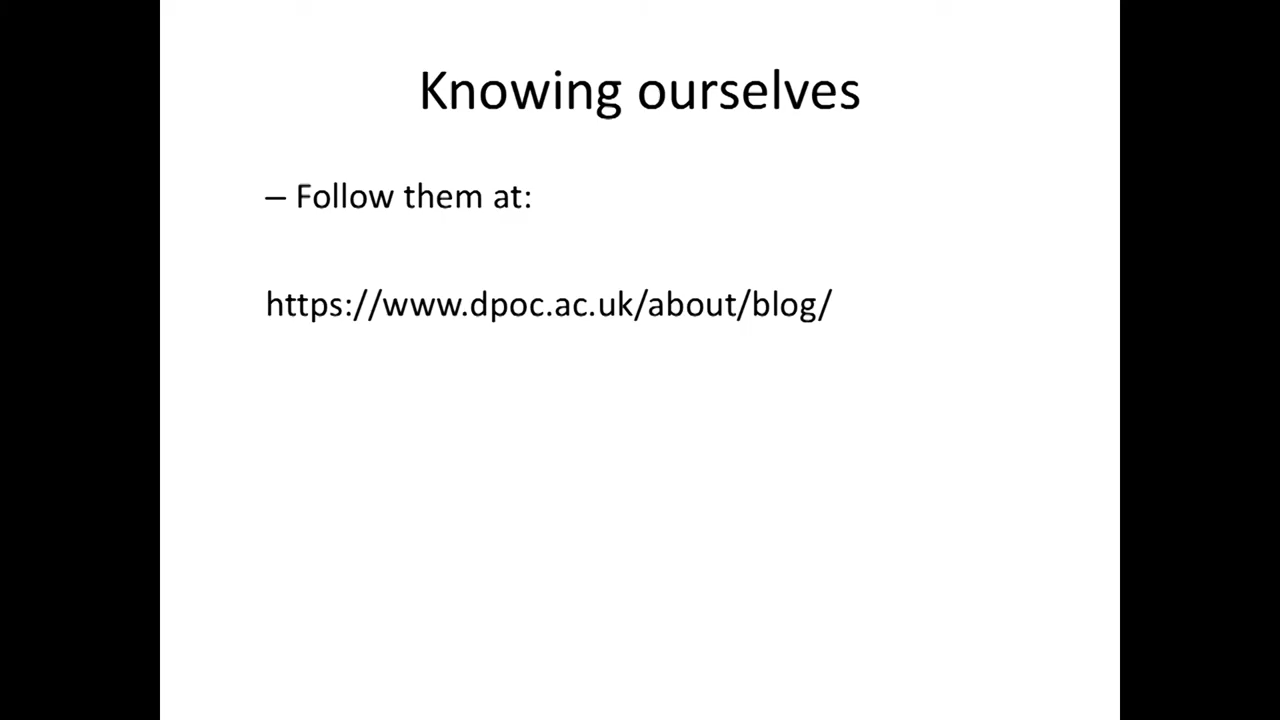 Knowing ourselves
– Follow them at:
https://www.dpoc.ac.uk/about/blog/